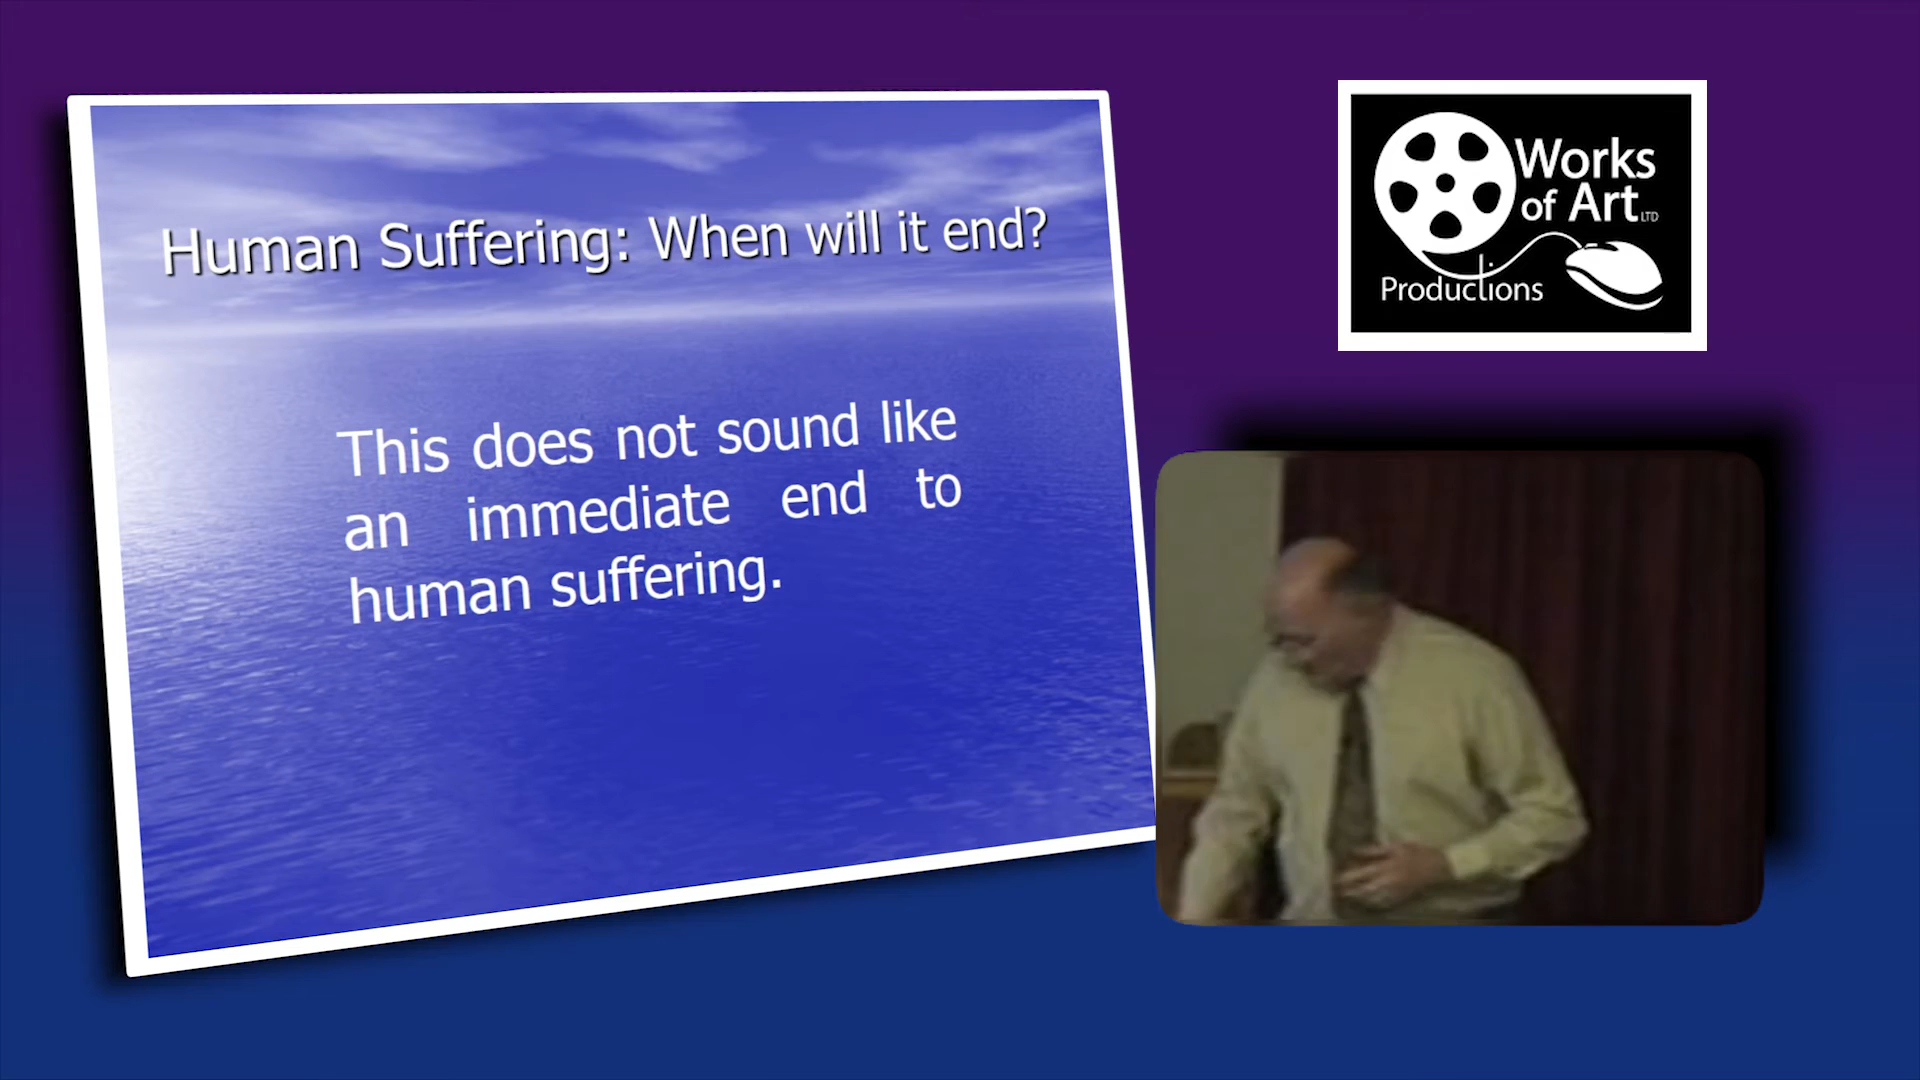 Human Suffering: When will it end?
This does not sound like
an immediate end to
human suffering.
Works
of Art LTD
Productions